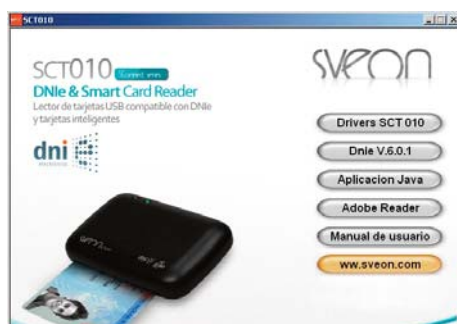 SCT010
sveon
SCT010
DNIe & Smart Card Reader
Lector de tarjetas USB compatible con DNIe
y tarjetas inteligentes
dni
Drivers SCT 010
Dnie V.6.0.1
Aplicacion Java
Adobe Reader
Manual de usuario
ww.sveon.com